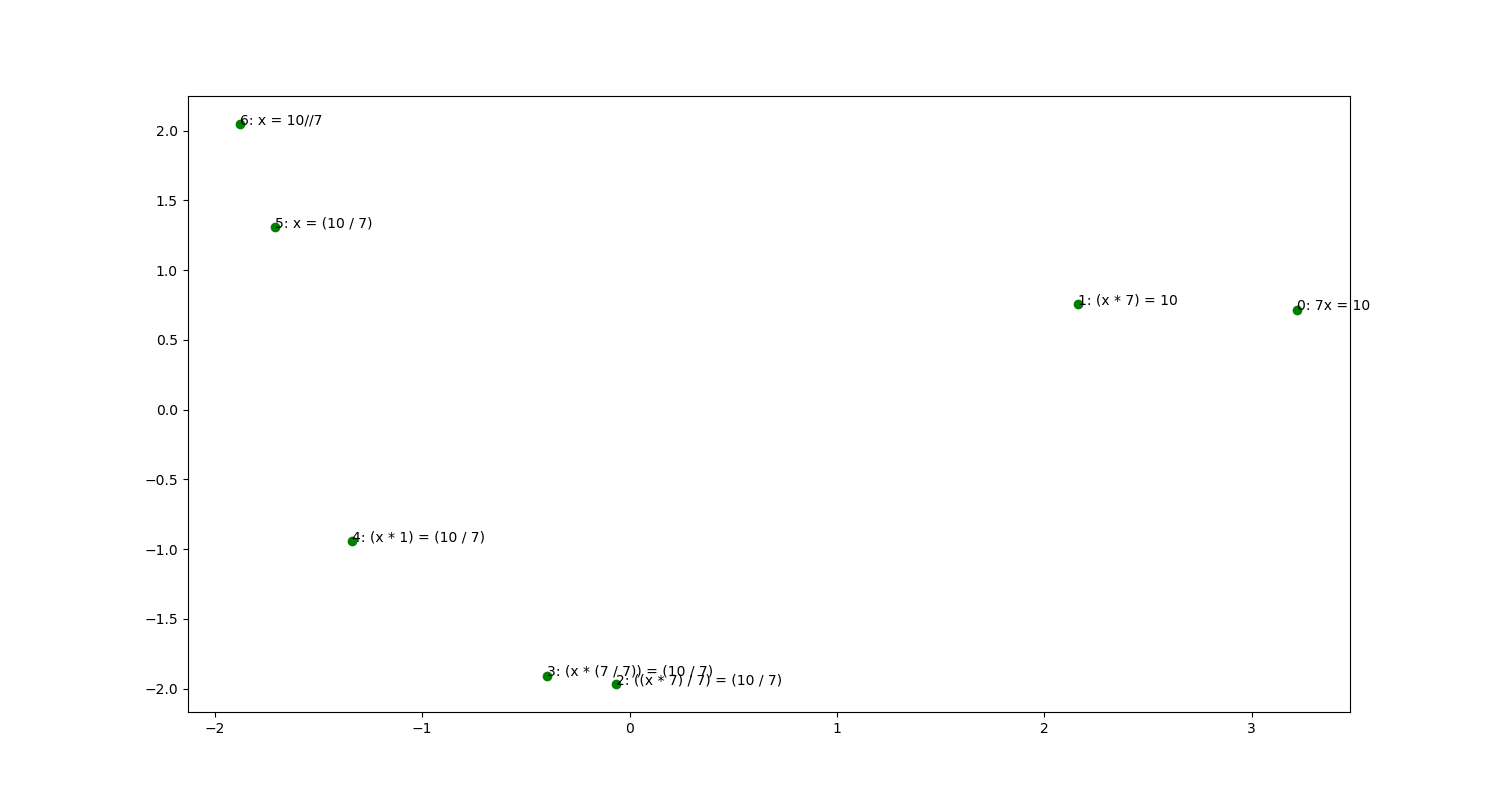 6: x = 10//7
2.0
1.5
5: x = (10 / 7)
1.0
1: (x * 7) = 10
0: 7x = 10
0.5
0.0
−0.5
4: (x * 1) = (10 / 7)
−1.0
−1.5
3: (x * (7 / 7)) = (10 / 7)
2: ((x * 7) / 7) = (10 / 7)
−2.0
−2
−1
0
1
2
3